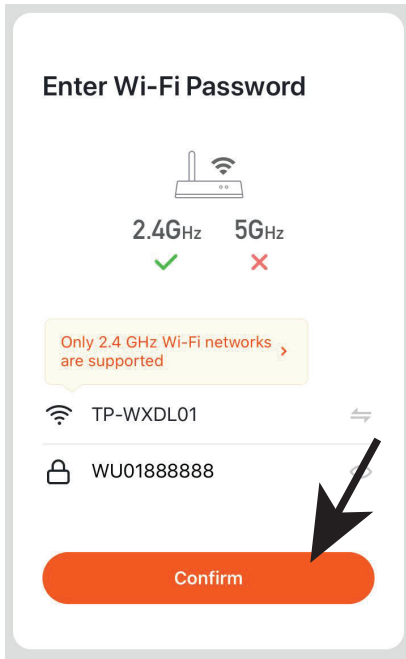 Enter Wi-Fi Password
2.4GHz 5GHz
Only 2.4 GHz Wi-Fi networks
are supported
TP-WXDL01
WU01888888
Confirm